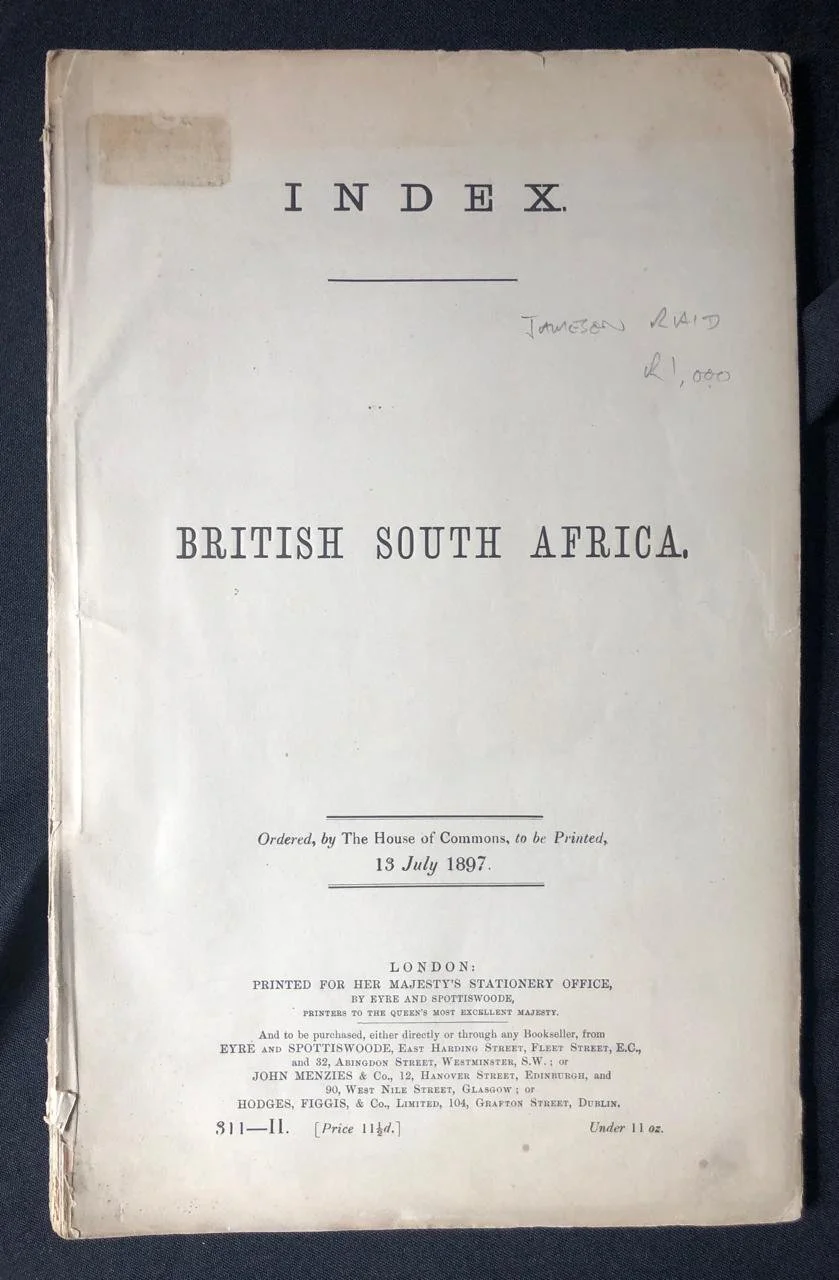 INDEX.
JAMESON RAID
R1,000
BRITISH SOUTH AFRICA.
Ordered, by The House of Commons, to be Printed,
13 July 1897.
LONDON:
PRINTED FOR HER MAJESTY'S STATIONERY OFFICE,
BY EYRE AND SPOTTISWOODE,
PRINTERS TO THE QUEEN'S MOST EXCELLENT MAJESTY.
And to be purchased, either directly or through any Bookseller, from
EYRE AND SPOTTISWOODE, EAST HARDING STREET, FLEET STREET, E.C.,
and 32, ABINGDON STREET, WESTMINSTER, S.W.; or
JOHN MENZIES & Co., 12, HANOVER STREET, EDINBURGH, and
90, WEST NILE STREET, GLASGOW; or
HODGES, FIGGIS, & Co., LIMITED, 104, GRAFTON STREET, DUBLIN.
311—II. [Price 11½d.] Under 11 oz.